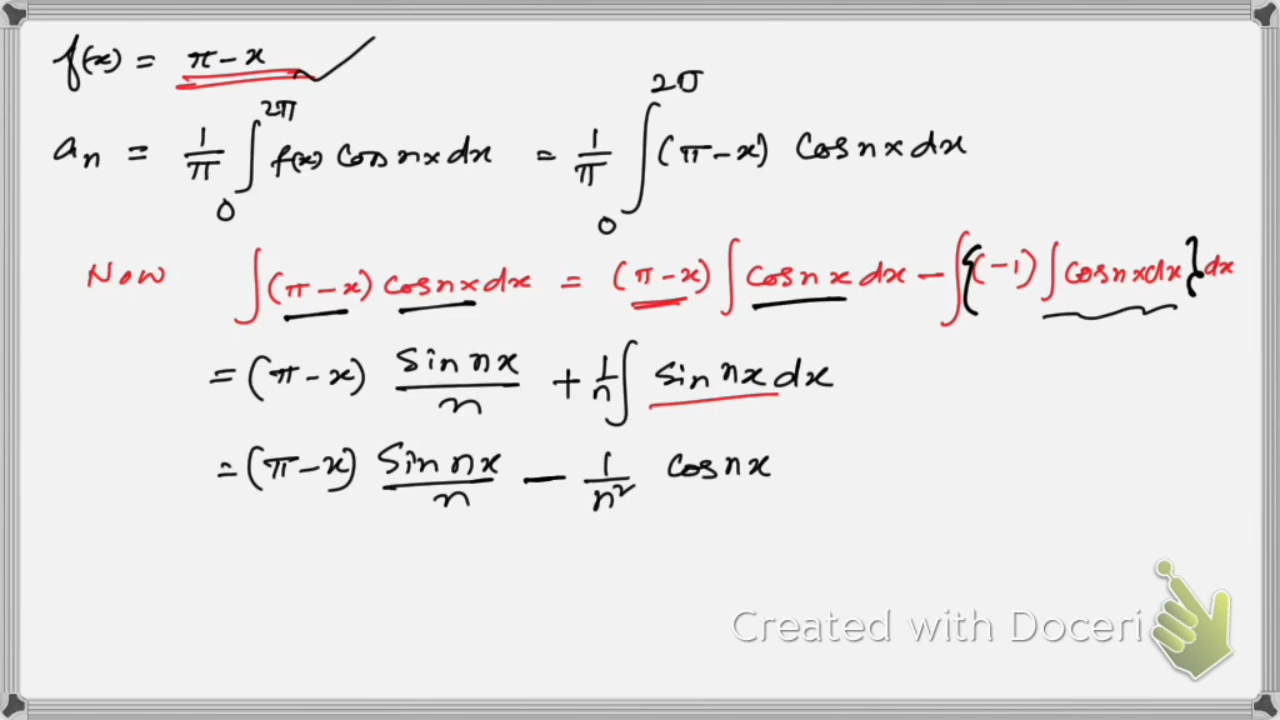 f(x) = π-x
aₙ = 1/π ∫₀^2π f(x) cos nx dx = 1/π ∫₀^2π (π-x) cos nx dx
Now ∫(π-x) cos nx dx = (π-x) ∫ cos nx dx - ∫{(-1) ∫ cos nx dx} dx
= (π-x) sin nx/n + 1/n ∫ sin nx dx
= (π-x) sin nx/n - 1/n² cos nx
Created with Doceri